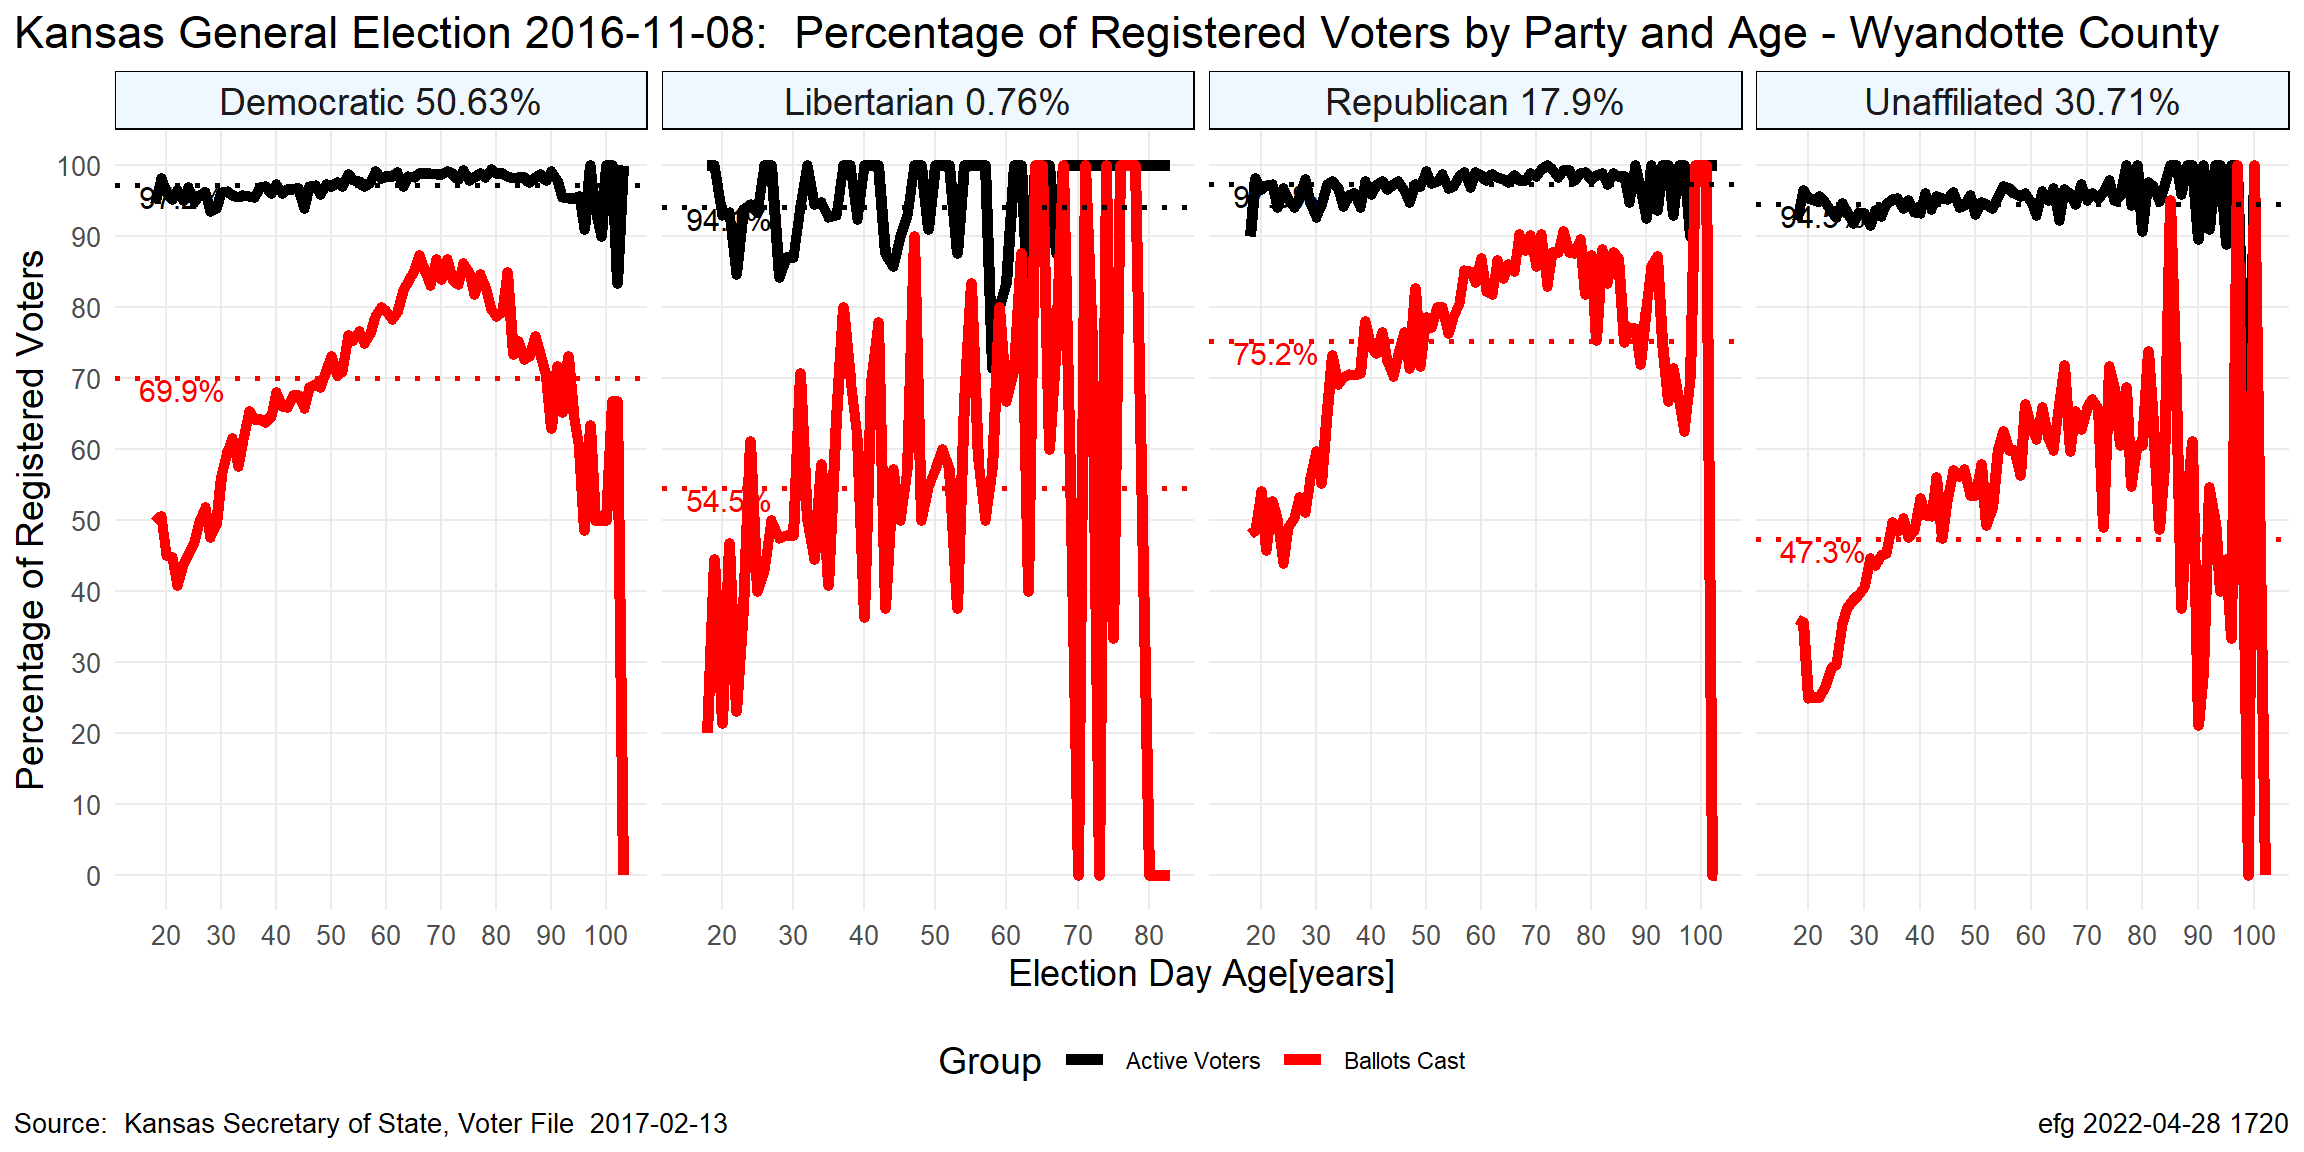 Kansas General Election 2016-11-08:  Percentage of Registered Voters by Party and Age - Wyandotte County
Democratic 50.63%
Libertarian 0.76%
Republican 17.9%
Unaffiliated 30.71%
Percentage of Registered Voters
100
90
80
70
60
50
40
30
20
10
0
69.9%
54.5%
75.2%
94.5%
47.3%
20 30 40 50 60 70 80 90 100
20 30 40 50 60 70 80
20 30 40 50 60 70 80 90 100
20 30 40 50 60 70 80 90 100
Election Day Age[years]
Group Active Voters Ballots Cast
Source:  Kansas Secretary of State, Voter File  2017-02-13
efg 2022-04-28 1720